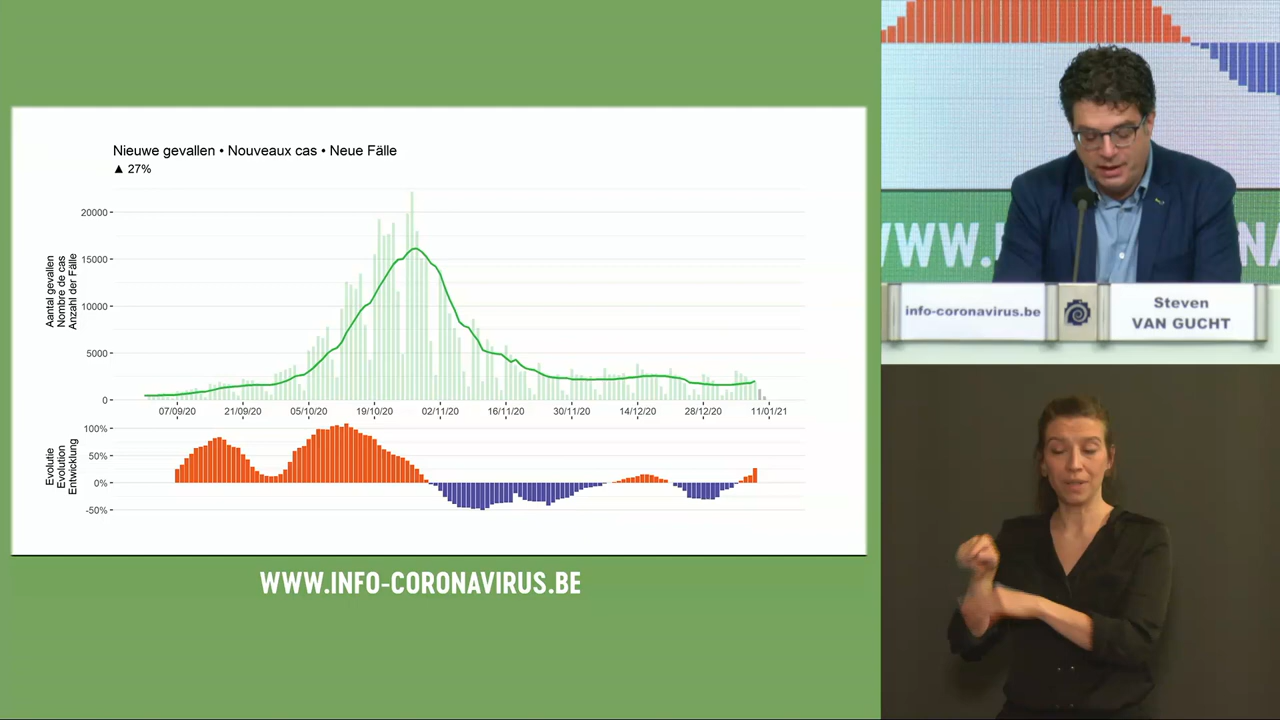 Nieuwe gevallen • Nouveaux cas • Neue Fälle
▲ 27%
Aantal gevallen
Nombre de cas
Anzahl der Fälle
20000
15000
10000
5000
0
07/09/20
21/09/20
05/10/20
19/10/20
02/11/20
16/11/20
30/11/20
14/12/20
28/12/20
11/01/21
Evolutie
Evolution
Entwicklung
100%
50%
0%
-50%
WWW.INFO-CORONAVIRUS.BE
WWW.
NA
info-coronavirus.be
Steven
VAN GUCHT